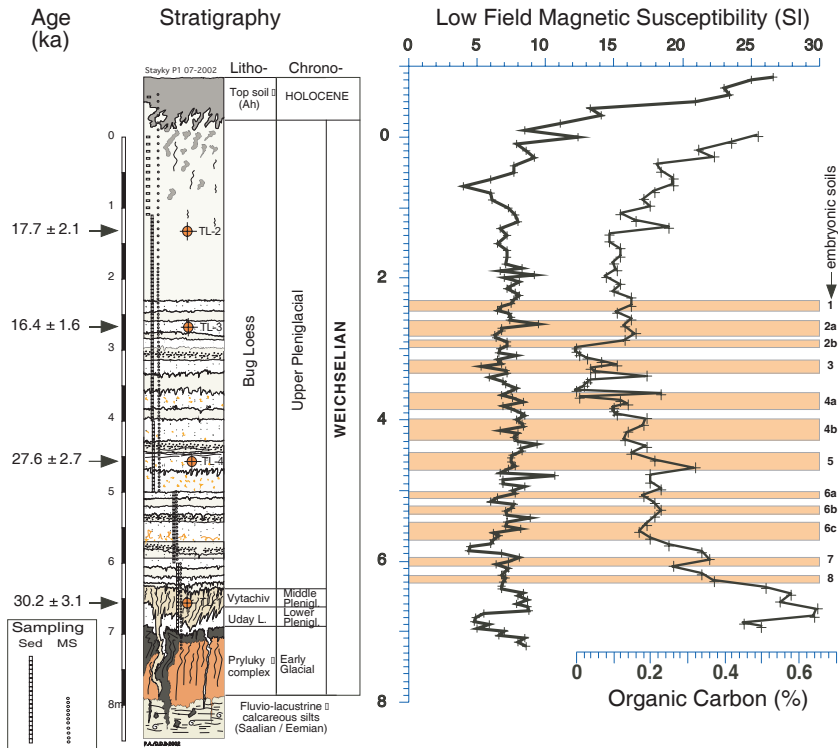 Age
(ka)
Stratigraphy
Low Field Magnetic Susceptibility (SI)
0 5 10 15 20 25 30
Stayky P1 07-2002
Litho-
Chrono-
Top soil
(Ah)
HOLOCENE
0
1
2
3
4
5
6
7
8m
17.7 ± 2.1
16.4 ± 1.6
27.6 ± 2.7
30.2 ± 3.1
TL-2
TL-3
TL-4
Bug Loess
Upper Pleniglacial
WEICHSELIAN
Vytachiv
Middle
Plenigl.
Uday L.
Lower
Plenigl.
Pryluky
complex
Early
Glacial
Fluvio-lacustrine
calcareous silts
(Saalian / Eemian)
Sampling
Sed MS
0
2
4
6
8
embryonic soils
1
2a
2b
3
4a
4b
5
6a
6b
6c
7
8
0 0.2 0.4 0.6
Organic Carbon (%)